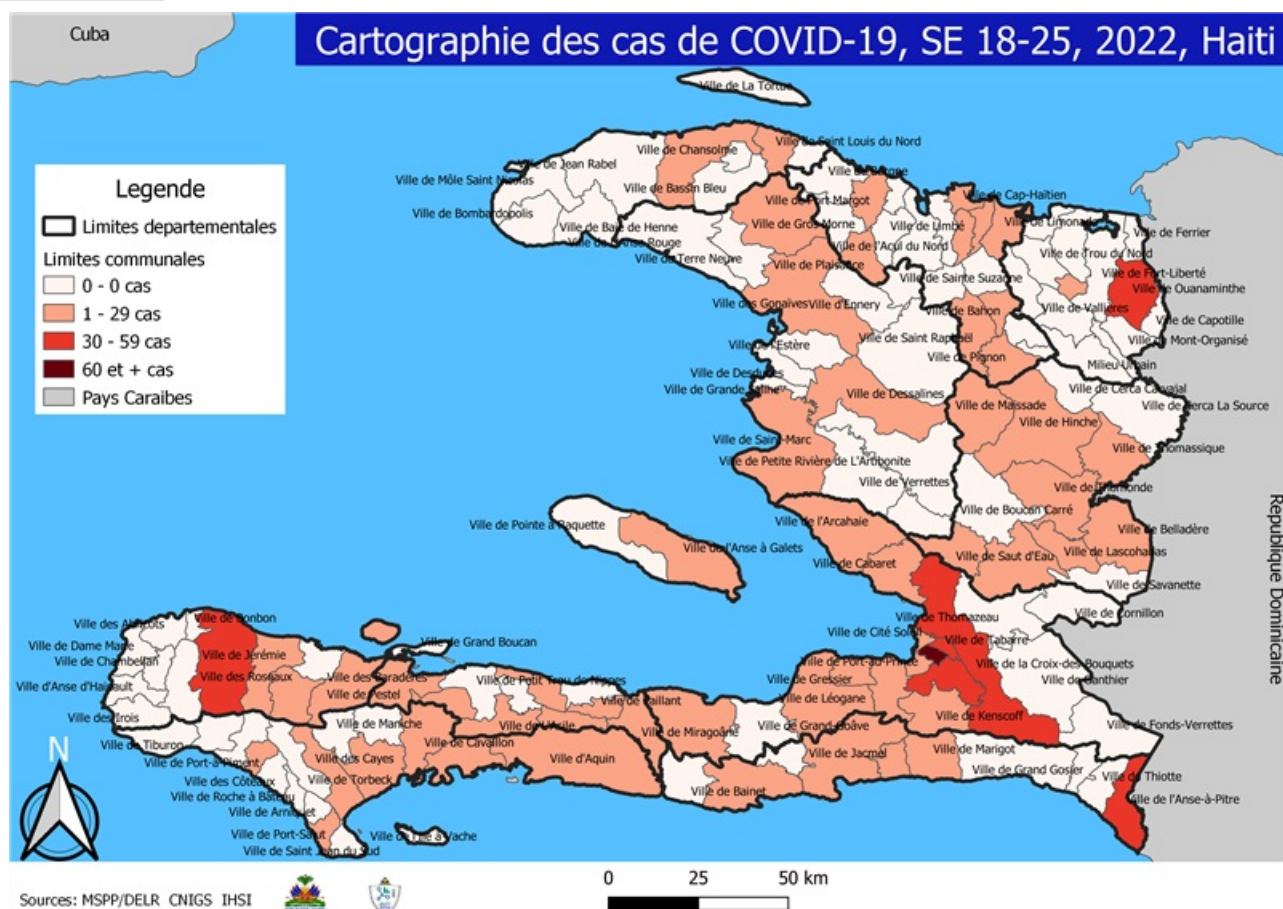 Cuba
Cartographie des cas de COVID-19, SE 18-25, 2022, Haiti
Legende
Limites departementales
Limites communales
0 - 0 cas
1 - 29 cas
30 - 59 cas
60 et + cas
Pays Caraibes
Ville de La Tortue
Ville de Saint Louis du Nord
Ville de Chansolme
Ville de Jean Rabel
Ville de Môle Saint Nicolas
Ville de Bassin Bleu
Ville de Bombardopolis
Ville de Port Margot
Ville de Cap-Haïtien
Ville de Baie de Henne
Ville de Gros Morne
Ville de Limbé
Ville de Ferrier
Ville de l'Acul du Nord
Ville de Terre Neuve
Ville de Trou du Nord
Ville de Plaisance
Ville de Sainte Suzanne
Ville de Fort-Liberté
Ville de Ouanaminthe
Ville des Gonaives
Ville d'Ennery
Ville de Bahon
Ville de Vallières
Ville de Capotille
Ville de Saint Raphaël
Ville de Mont-Organisé
Ville de l'Estère
Ville de Pignon
Milieu Urbain
Ville de Cerca Carvajal
Ville de Dessalines
Ville de Maïssade
Ville de Cerca La Source
Ville de Hinche
Ville de Saint-Marc
Ville de Thomassique
Ville de Petite Rivière de L'Artibonite
Ville de Verrettes
Ville de Boucan Carré
Ville de Pointe à Raquette
Ville de l'Arcahaie
Ville de Belladère
Ville de l'Anse à Galets
Ville de Saut d'Eau
Ville de Cabaret
Ville de Savanette
Ville de Cornillon
Republique Dominicaine
Ville de Bonbon
Ville des Abricots
Ville de Thomazeau
Ville de Dame Marie
Ville de Grand Boucan
Ville de Cité Soleil
Ville de Tabarre
Ville de Jérémie
Ville de Chambellan
Ville de Port-au-Prince
Ville de la Croix-des-Bouquets
Ville des Roseaux
Ville des Baradères
Ville de Petit Trou de Nippes
Ville de Gressier
Ville de Ganthier
Ville d'Anse d'Hainault
Ville de Pestel
Ville de Paillant
Ville de Léogane
Ville des Irois
Ville de Maniche
Ville de L'Asile
Ville de Miragoâne
Ville de Grand-Goâve
Ville de Kenscoff
Ville de Fonds-Verrettes
Ville de Tiburon
Ville de Cavaillon
Ville de Port-à-Piment
Ville des Cayes
Ville d'Aquin
Ville de Jacmel
Ville de Marigot
Ville des Côteaux
Ville de Torbeck
Ville de Grand Gosier
Ville de Thiotte
Ville de Roche à Bateau
Ville de Bainet
Ville de l'Anse-à-Pitre
Ville de Arniquet
Ville de Port-Salut
Ville de l'Ile à Vache
Ville de Saint Jean du Sud
N
0 25 50 km
Sources: MSPP/DELR CNIGS IHSI